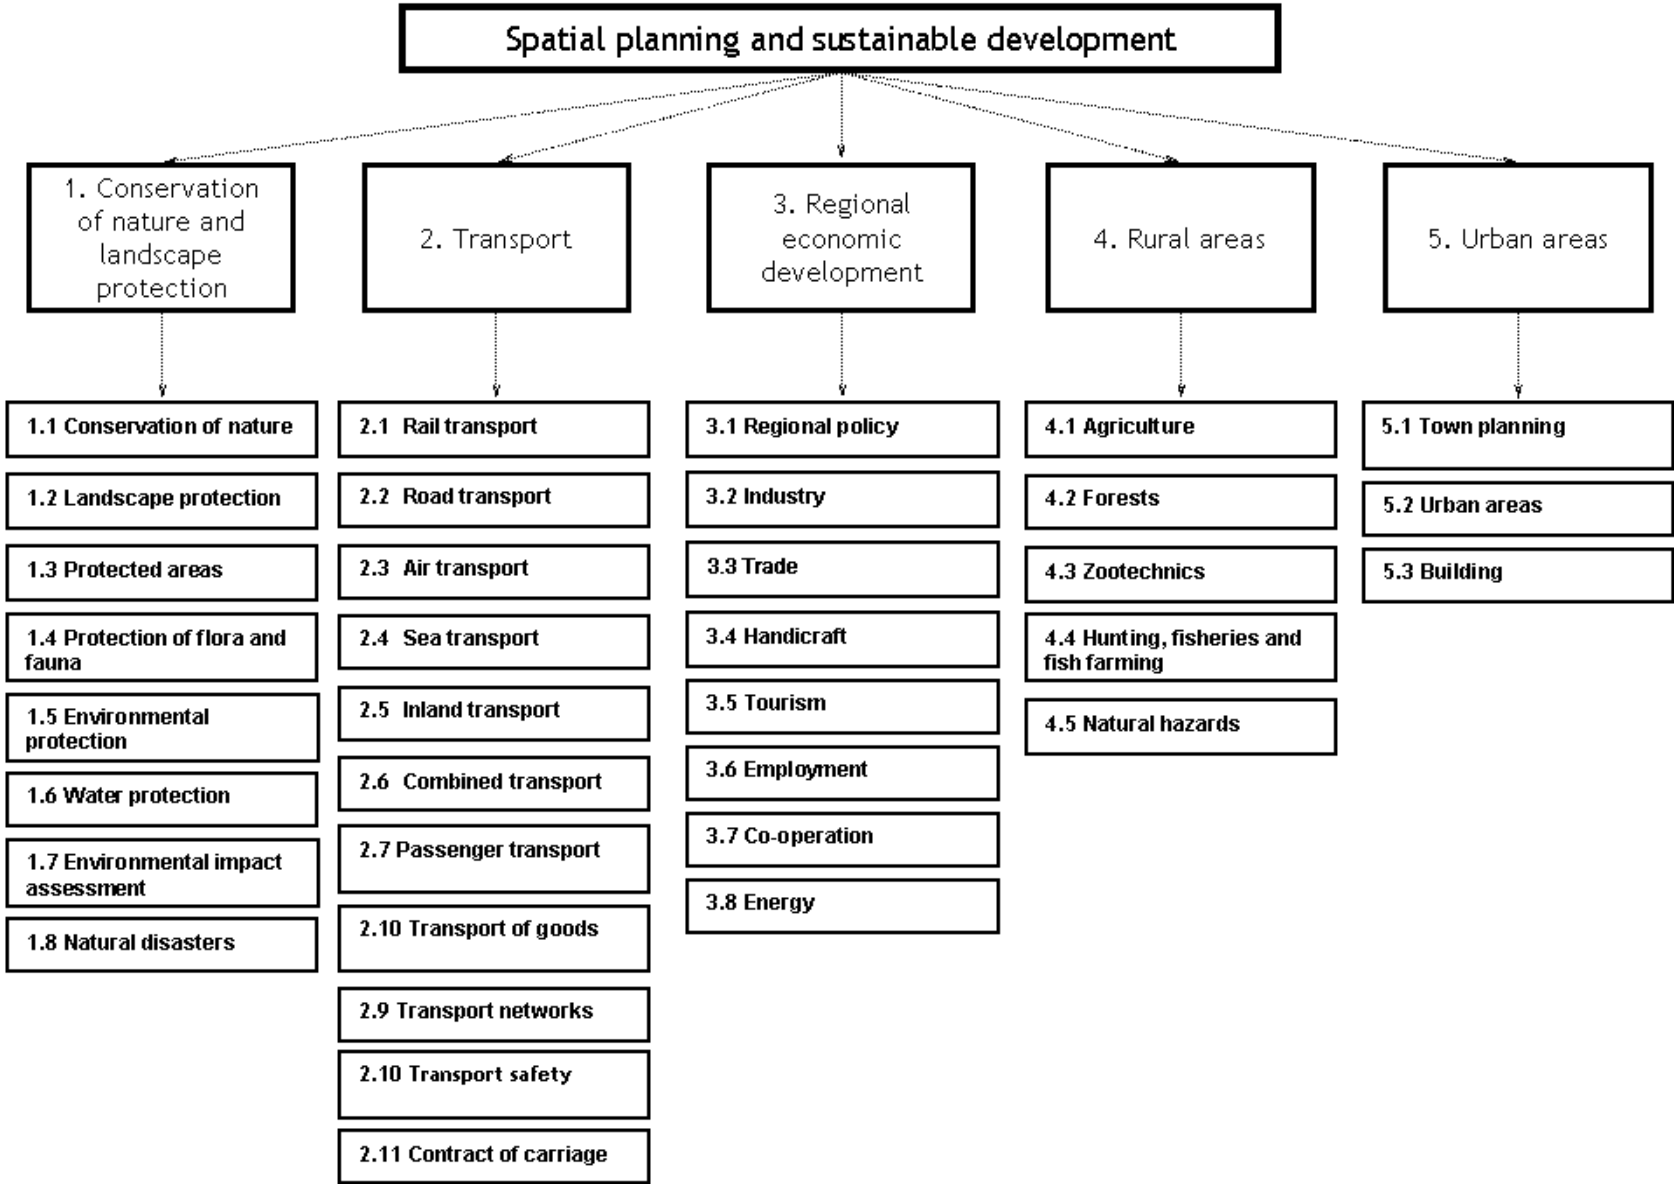 Spatial planning and sustainable development
1. Conservation
of nature and
landscape
protection
2. Transport
3. Regional
economic
development
4. Rural areas
5. Urban areas
1.1 Conservation of nature
1.2 Landscape protection
1.3 Protected areas
1.4 Protection of flora and
fauna
1.5 Environmental
protection
1.6 Water protection
1.7 Environmental impact
assessment
1.8 Natural disasters
2.1 Rail transport
2.2 Road transport
2.3 Air transport
2.4 Sea transport
2.5 Inland transport
2.6 Combined transport
2.7 Passenger transport
2.10 Transport of goods
2.9 Transport networks
2.10 Transport safety
2.11 Contract of carriage
3.1 Regional policy
3.2 Industry
3.3 Trade
3.4 Handicraft
3.5 Tourism
3.6 Employment
3.7 Co-operation
3.8 Energy
4.1 Agriculture
4.2 Forests
4.3 Zootechnics
4.4 Hunting, fisheries and
fish farming
4.5 Natural hazards
5.1 Town planning
5.2 Urban areas
5.3 Building